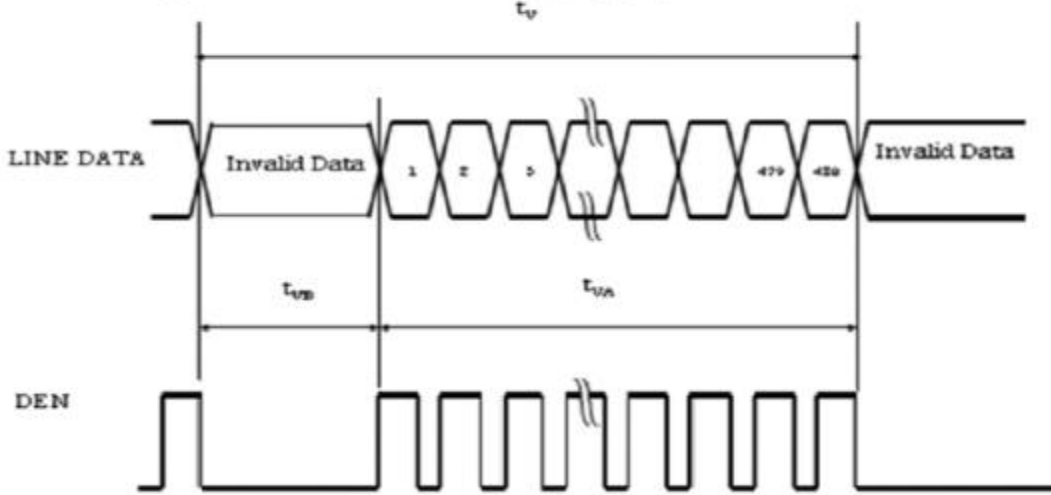 tV
LINE DATA
Invalid Data
1
2
3
479
480
Invalid Data
tVB
tVA
DEN